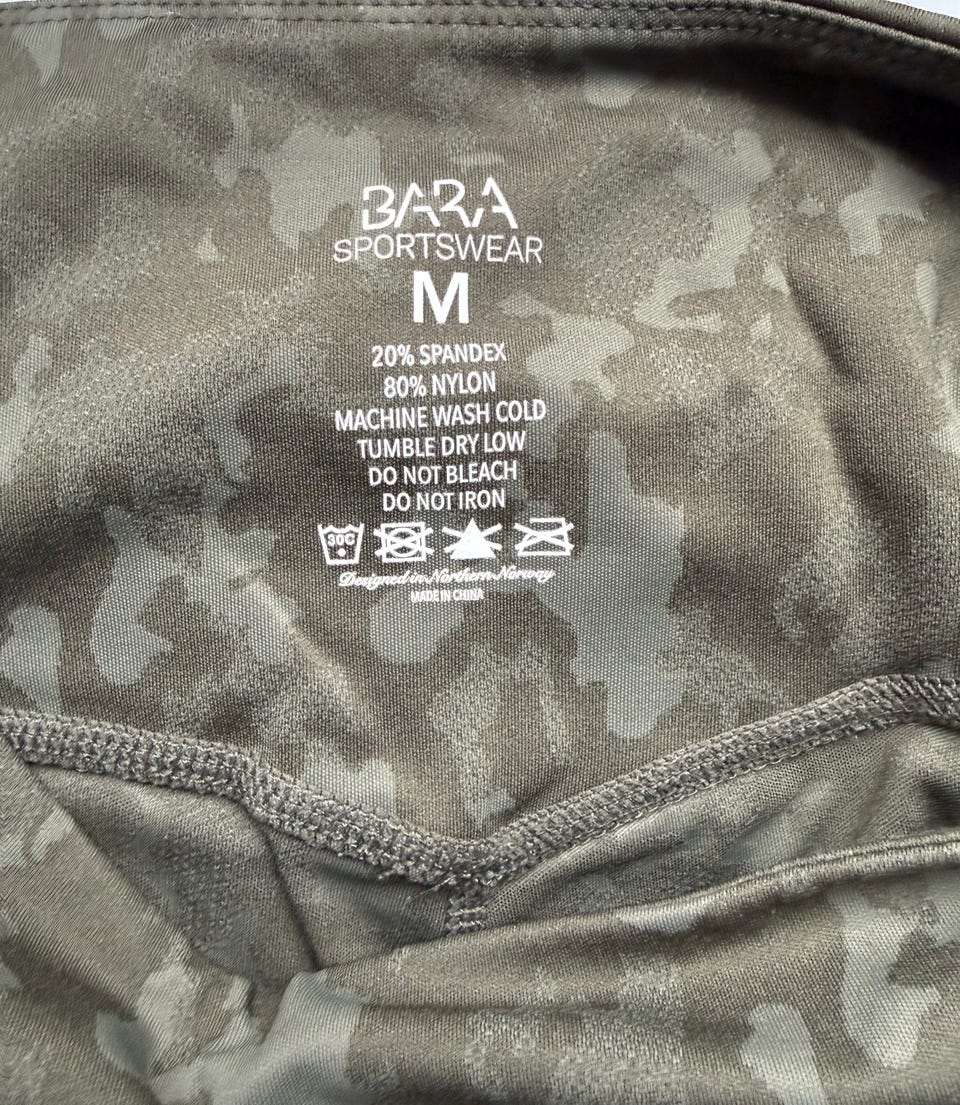 BARA
SPORTSWEAR
M
20% SPANDEX
80% NYLON
MACHINE WASH COLD
TUMBLE DRY LOW
DO NOT BLEACH
DO NOT IRON
30C
Designed in Northern Norway
MADE IN CHINA